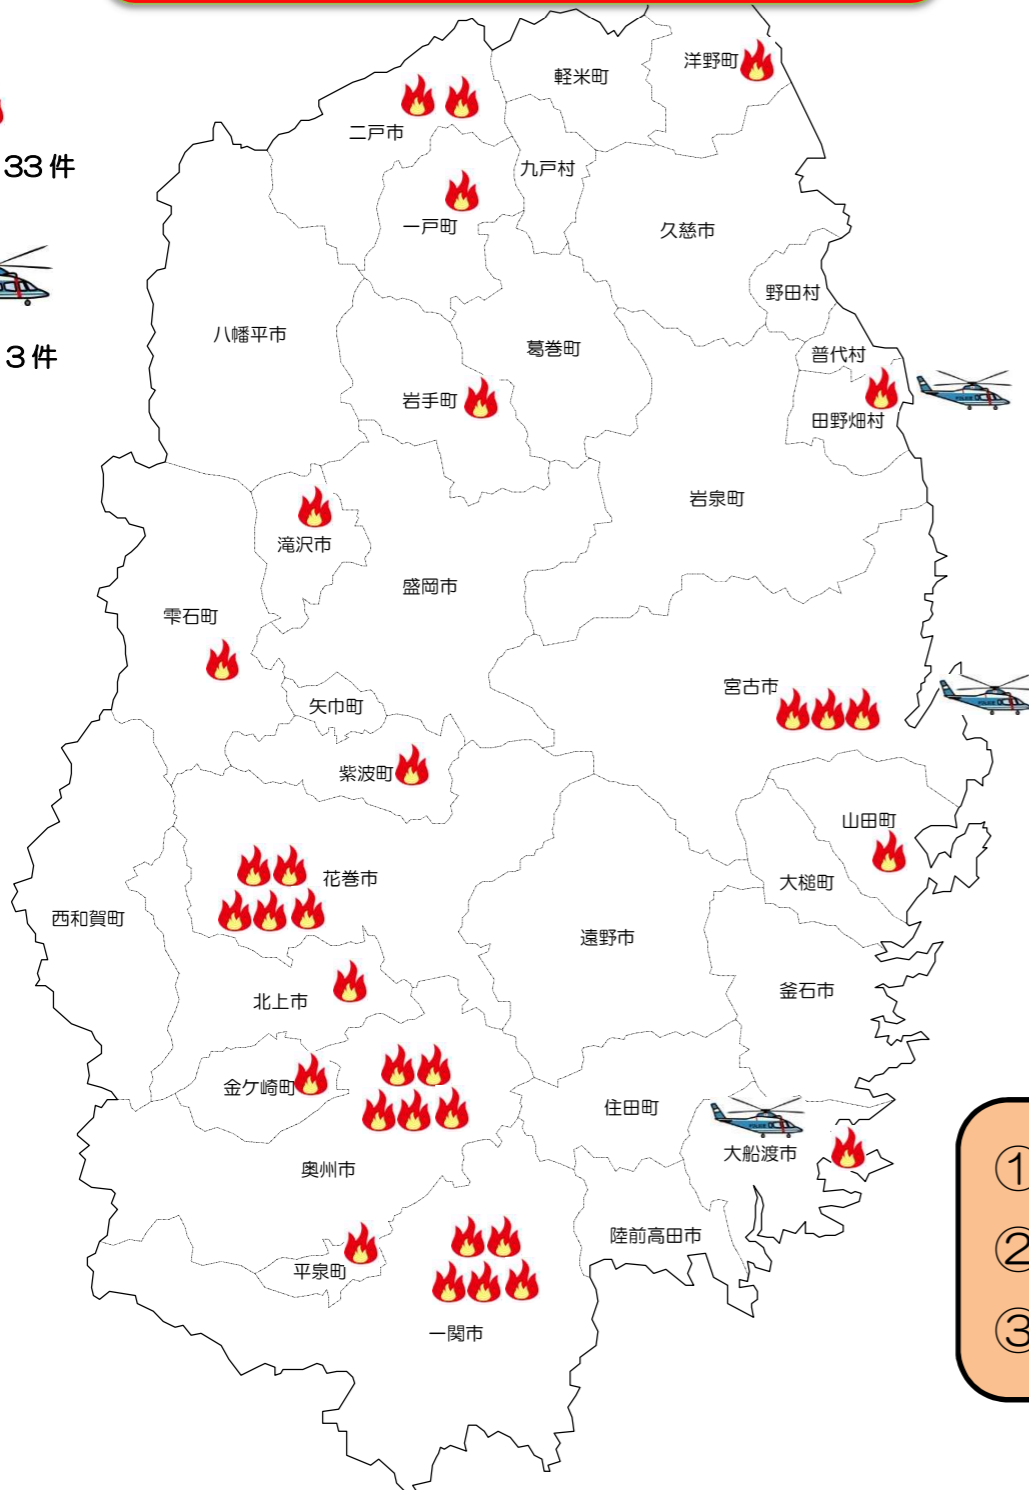 洋野町
軽米町
二戸市
33件
九戸村
一戸町
久慈市
野田村
八幡平市
葛巻町
普代村
3件
岩手町
田野畑村
岩泉町
滝沢市
盛岡市
雫石町
宮古市
矢巾町
紫波町
山田町
花巻市
大槌町
西和賀町
遠野市
釜石市
北上市
金ケ崎町
住田町
大船渡市
奥州市
①
陸前高田市
②
平泉町
③
一関市